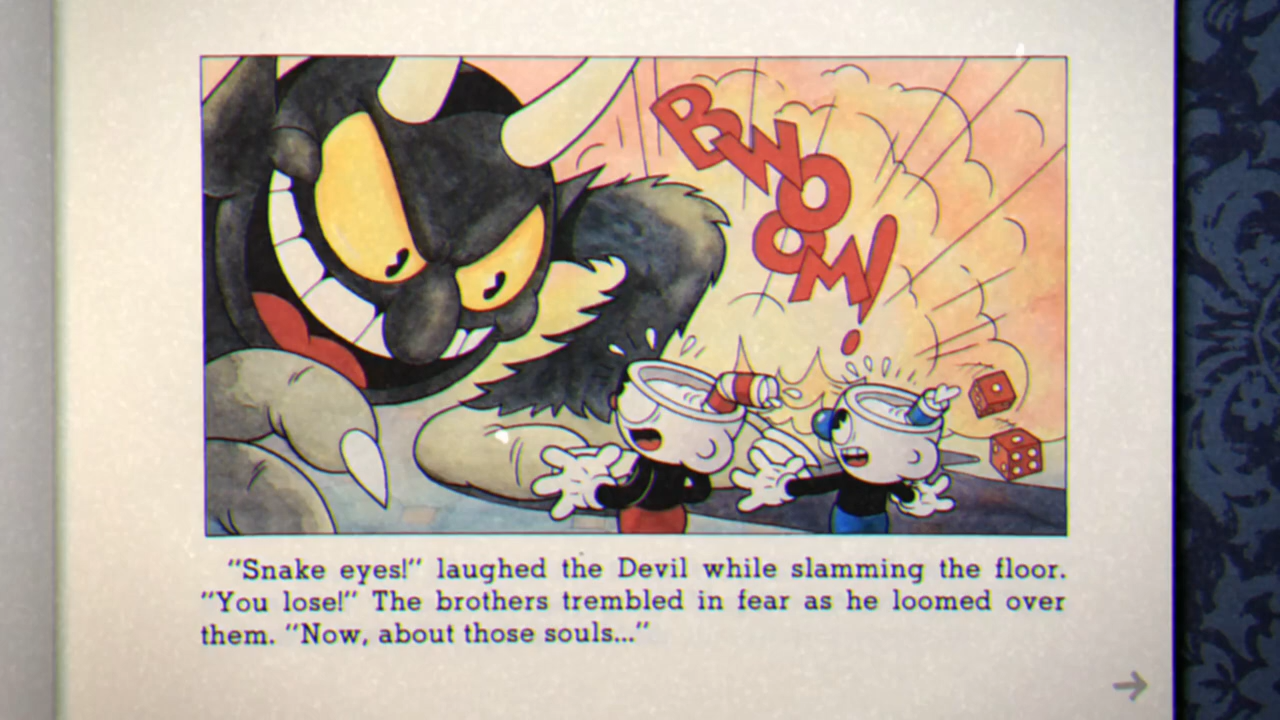 BWOOM!
"Snake eyes!" laughed the Devil while slamming the floor.
"You lose!" The brothers trembled in fear as he loomed over
them. "Now, about those souls..."